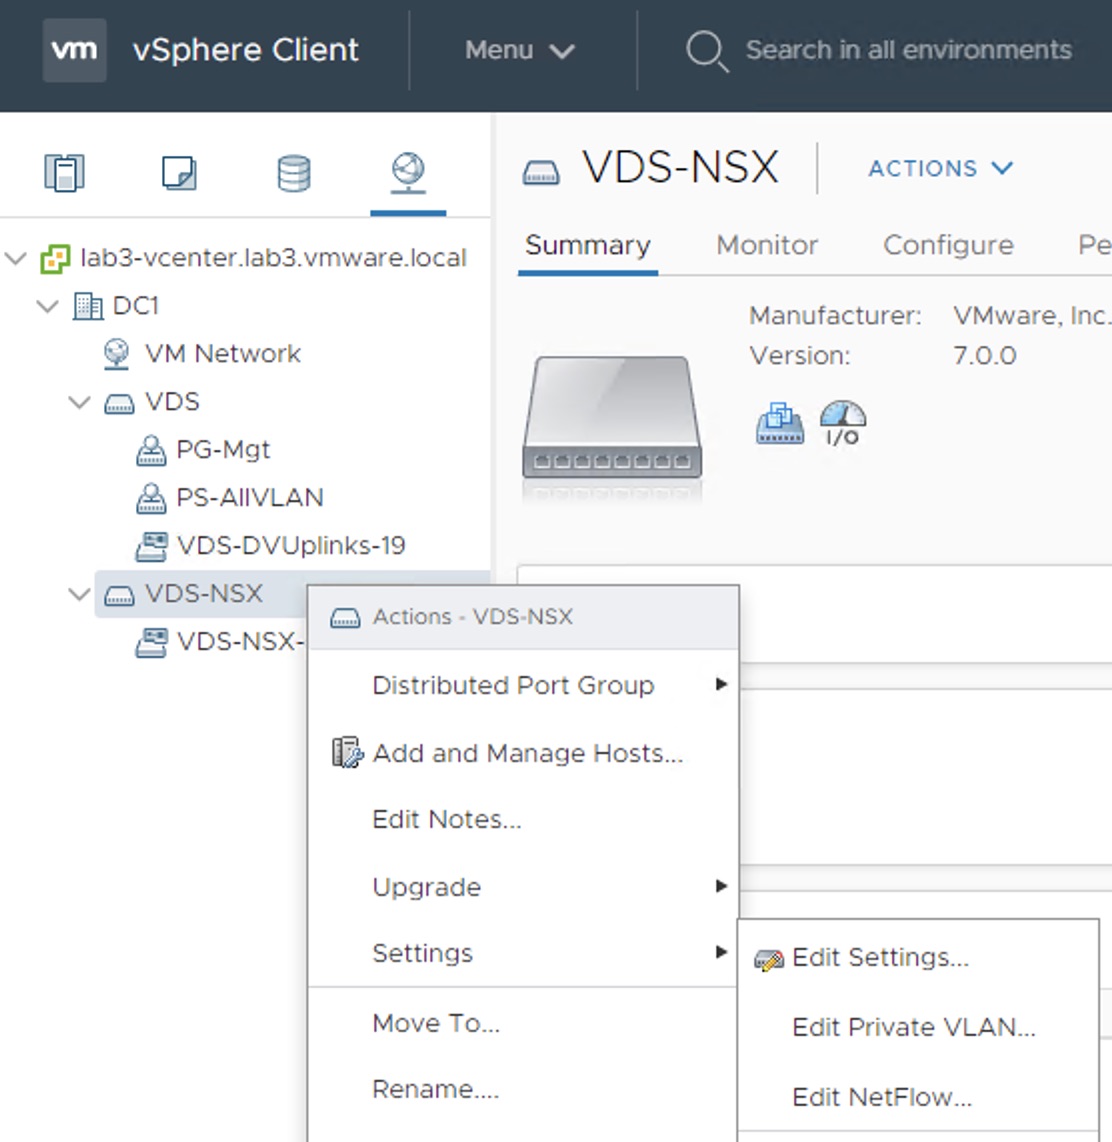 vm vSphere Client Menu Search in all environments
VDS-NSX ACTIONS
Summary Monitor Configure Pe
lab3-vcenter.lab3.vmware.local
DC1
VM Network
VDS
PG-Mgt
PS-AllVLAN
VDS-DVUplinks-19
VDS-NSX
VDS-NSX-
Manufacturer: VMware, Inc.
Version: 7.0.0
I/O
Actions - VDS-NSX
Distributed Port Group
Add and Manage Hosts...
Edit Notes...
Upgrade
Settings
Move To...
Rename....
Edit Settings...
Edit Private VLAN...
Edit NetFlow...